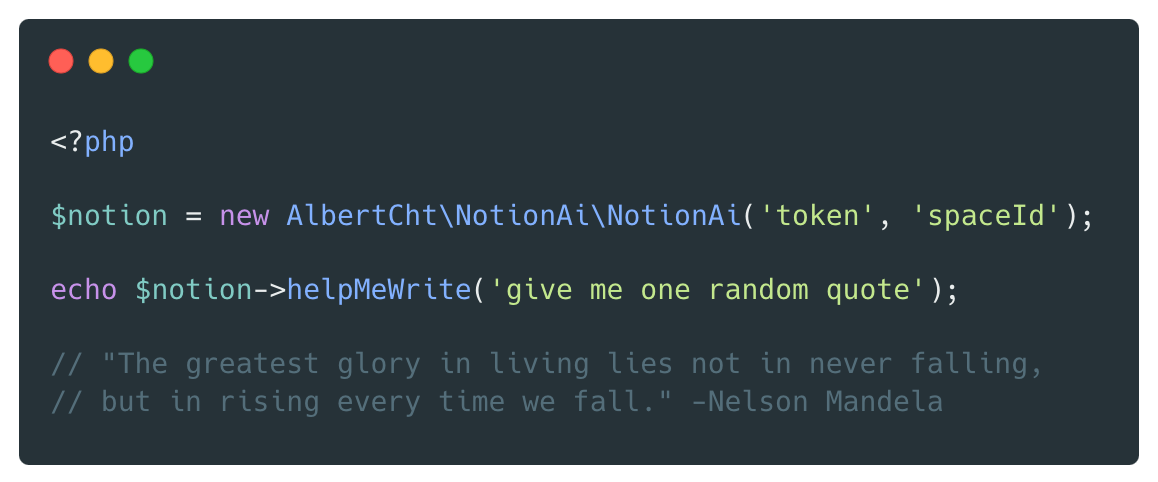 <?php
$notion = new AlbertCht\NotionAi\NotionAi('token', 'spaceId');
echo $notion->helpMeWrite('give me one random quote');
// "The greatest glory in living lies not in never falling,
// but in rising every time we fall." –Nelson Mandela